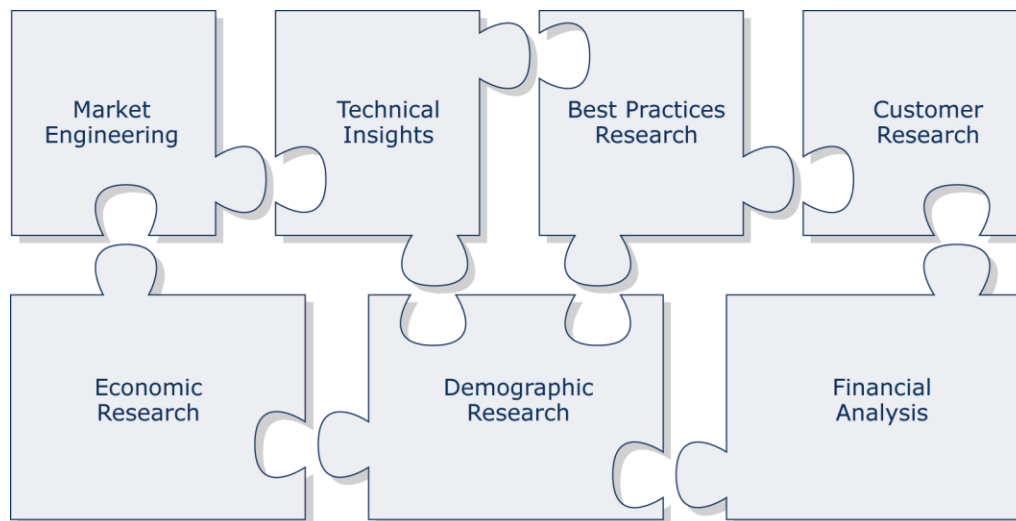 Market
Engineering
Technical
Insights
Best Practices
Research
Customer
Research
Economic
Research
Demographic
Research
Financial
Analysis